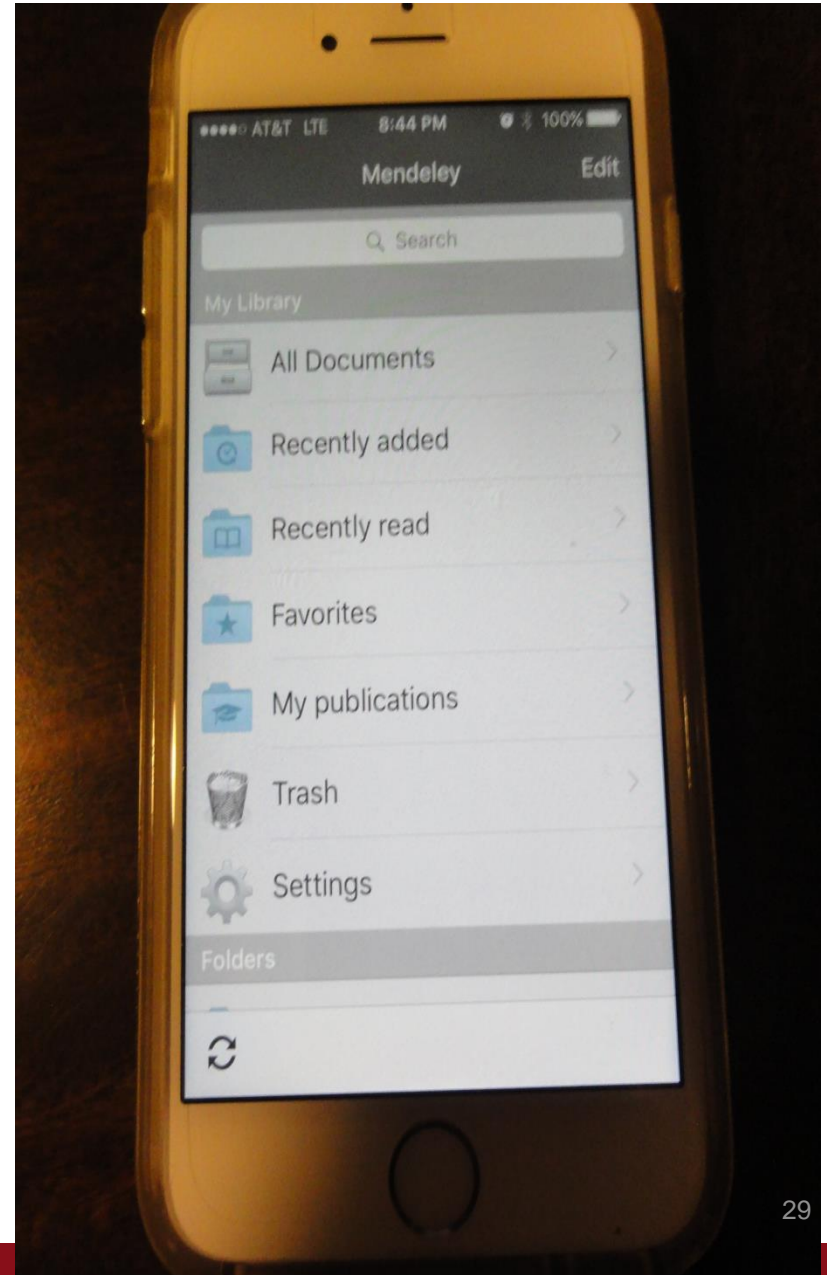 AT&T LTE 8:44 PM 100%
Mendeley Edit
Search
My Library
All Documents
Recently added
Recently read
Favorites
My publications
Trash
Settings
Folders
29